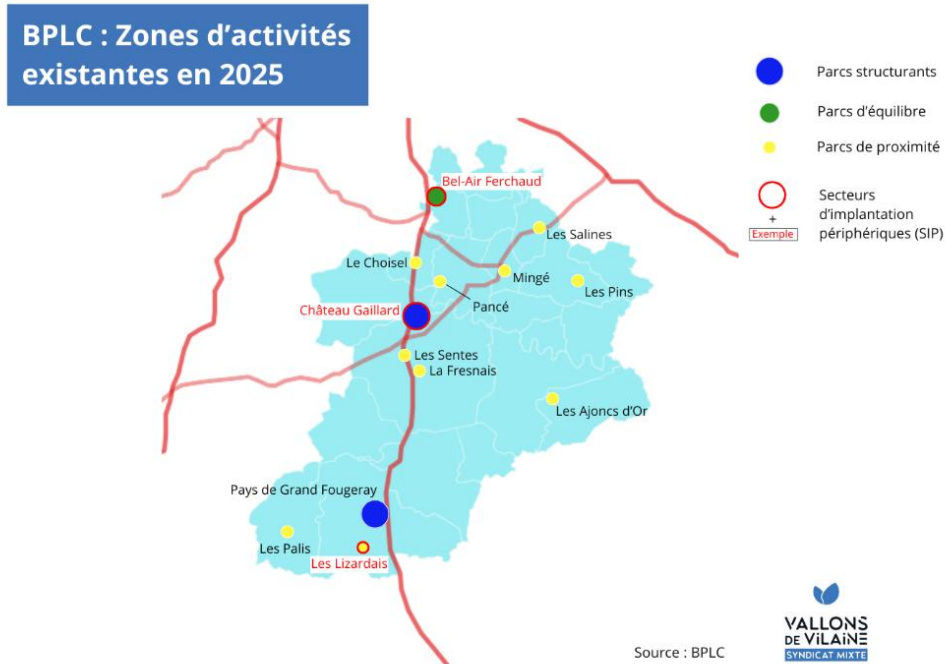 BPLC : Zones d’activités
existantes en 2025
Parcs structurants
Parcs d’équilibre
Parcs de proximité
Secteurs
d’implantation
périphériques (SIP)
+
Exemple
Bel-Air Ferchaud
Les Salines
Le Choisel
Mingé
Les Pins
Pancé
Château Gaillard
Les Sentes
La Fresnais
Les Ajoncs d’Or
Pays de Grand Fougeray
Les Palis
Les Lizardais
Source : BPLC
VALLONS
DE VILAINE
SYNDICAT MIXTE